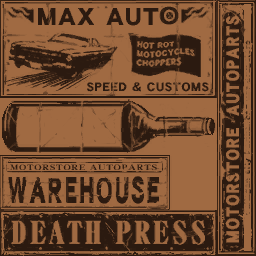 MAX AUTO
HOT ROT
MOTOCYCLES
CHOPPERS
SPEED & CUSTOMS
MOTORSTORE AUTOPARTS
WAREHOUSE
DEATH PRESS
MOTORSTORE AUTOPARTS